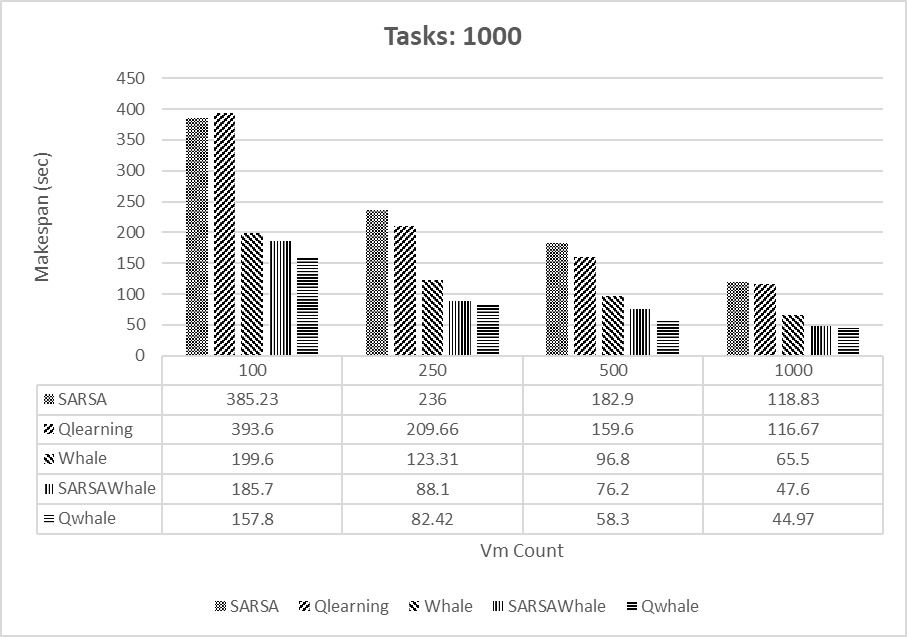 Tasks: 1000
Makespan (sec)
450
400
350
300
250
200
150
100
50
0
100 250 500 1000
SARSA 385.23 236 182.9 118.83
Qlearning 393.6 209.66 159.6 116.67
Whale 199.6 123.31 96.8 65.5
SARSAWhale 185.7 88.1 76.2 47.6
Qwhale 157.8 82.42 58.3 44.97
Vm Count
SARSA Qlearning Whale SARSAWhale Qwhale